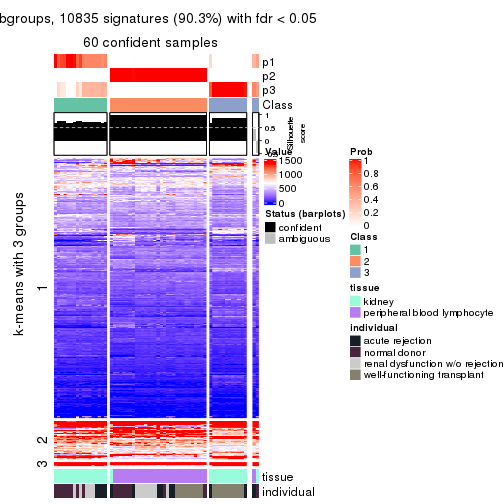 bgroups, 10835 signatures (90.3%) with fdr < 0.05
60 confident samples
p1
p2
p3
Class
1
0.5
0
Silhouette
score
k-means with 3 groups
1
2
3
tissue
individual
Value
1500
1000
500
0
Status (barplots)
confident
ambiguous
Prob
1
0.8
0.6
0.4
0.2
0
Class
1
2
3
tissue
kidney
peripheral blood lymphocyte
individual
acute rejection
normal donor
renal dysfunction w/o rejection
well-functioning transplant